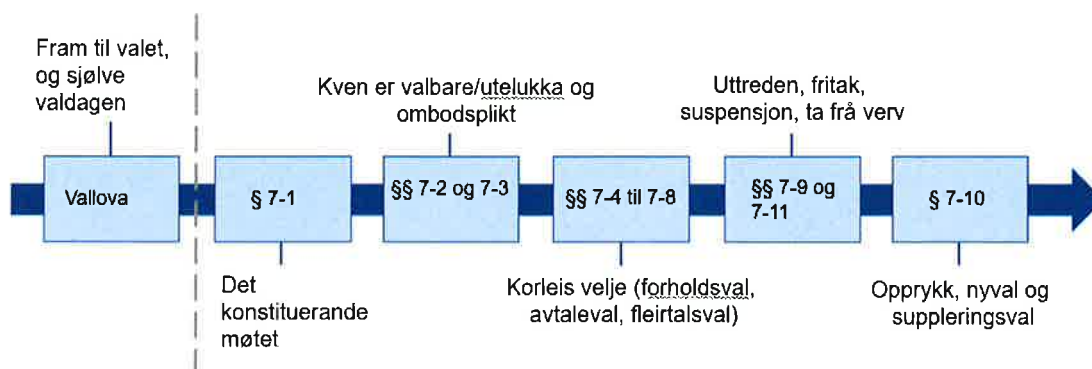 Fram til valet,
og sjølve
valdagen
Vallova
§ 7-1
Det
konstituerande
møtet
Kven er valbare/utelukka og
ombodsplikt
§§ 7-2 og 7-3
§§ 7-4 til 7-8
Korleis velje (forholdsval,
avtaleval, fleirtalsval)
Uttreden, fritak,
suspensjon, ta frå verv
§§ 7-9 og
7-11
§ 7-10
Opprykk, nyval og
suppleringsval